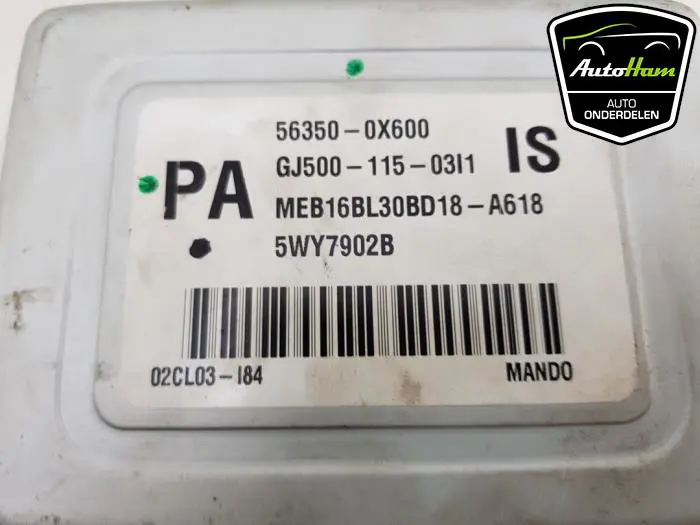 AutoHam
AUTO
ONDERDELEN
56350-0X600
PA
GJ500-115-03I1
IS
MEB16BL30BD18-A618
5WY7902B
02CL03-I84
MANDO